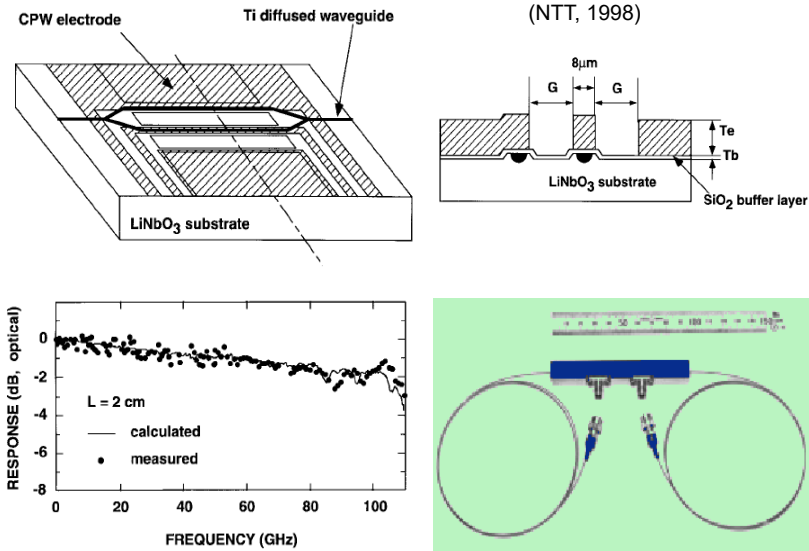 (NTT, 1998)
CPW electrode
Ti diffused waveguide
LiNbO3 substrate
8μm
G
G
Te
Tb
LiNbO3 substrate
SiO2 buffer layer
RESPONSE (dB, optical)
0
-2
-4
-6
-8
L = 2 cm
calculated
measured
0
20
40
60
80
100
FREQUENCY (GHz)
50
100
150